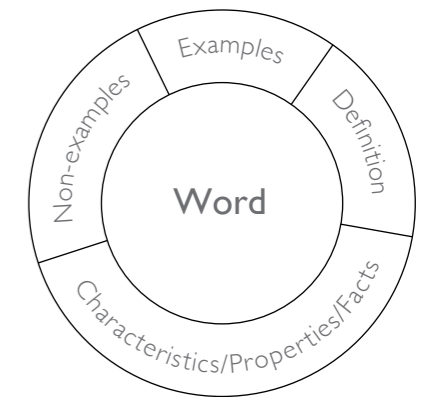 Examples
Definition
Non-examples
Word
Characteristics/Properties/Facts